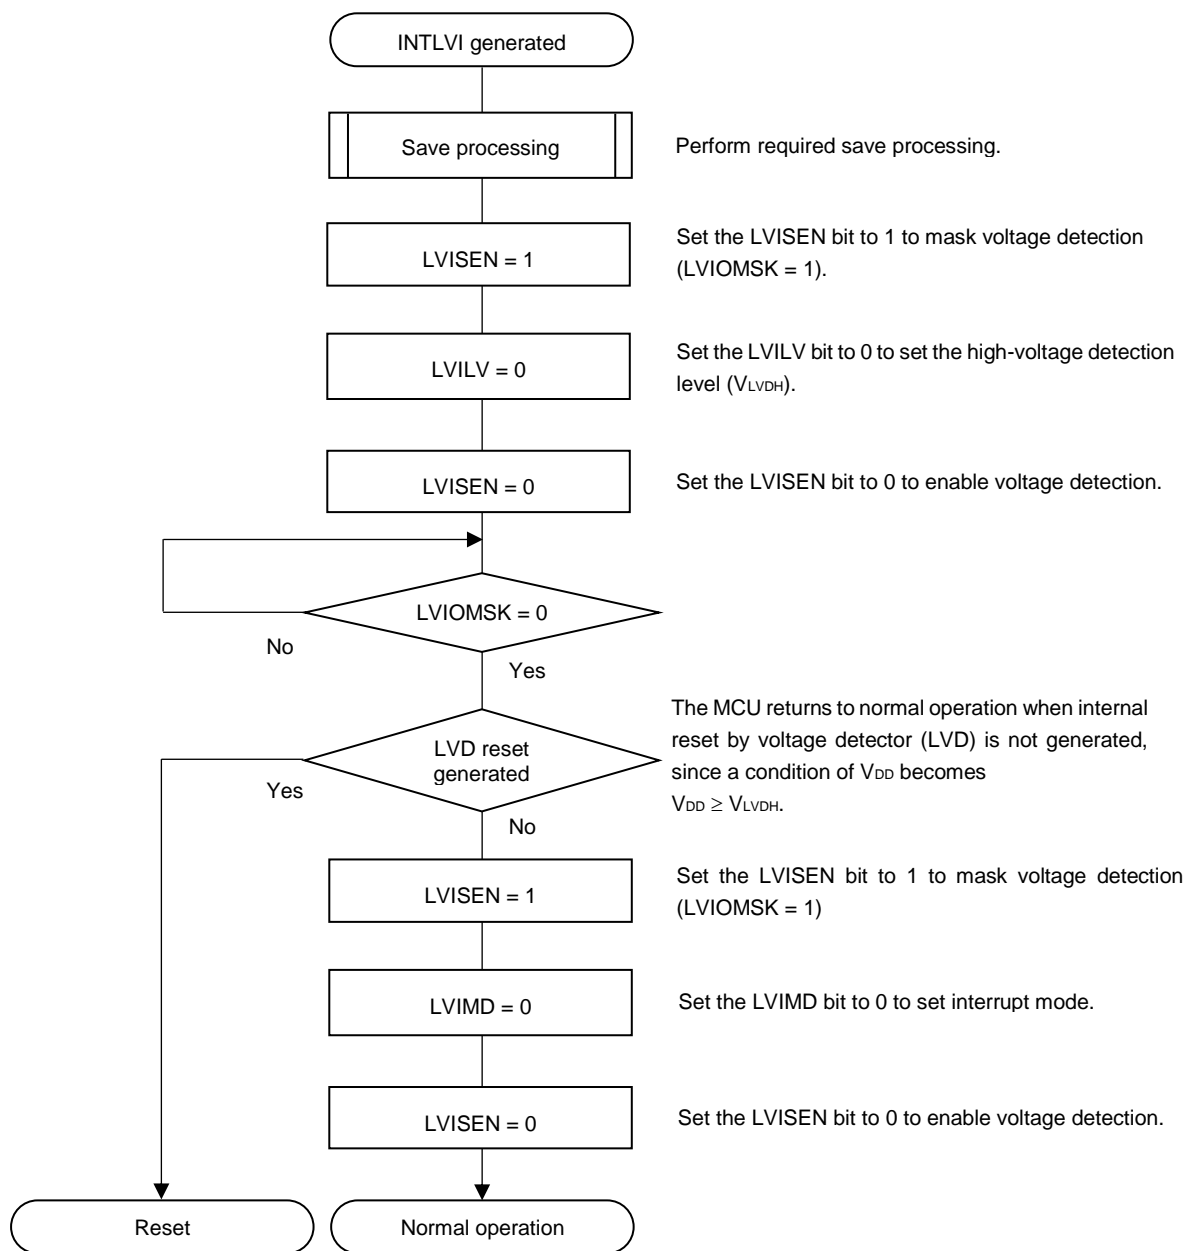 INTLVI generated
Save processing
Perform required save processing.
LVISEN = 1
Set the LVISEN bit to 1 to mask voltage detection
(LVIOMSK = 1).
LVILV = 0
Set the LVILV bit to 0 to set the high-voltage detection
level (VLVDH).
LVISEN = 0
Set the LVISEN bit to 0 to enable voltage detection.
LVIOMSK = 0
No
Yes
LVD reset
generated
The MCU returns to normal operation when internal
reset by voltage detector (LVD) is not generated,
since a condition of VDD becomes
VDD ≥ VLVDH.
Yes
No
LVISEN = 1
Set the LVISEN bit to 1 to mask voltage detection
(LVIOMSK = 1)
LVIMD = 0
Set the LVIMD bit to 0 to set interrupt mode.
LVISEN = 0
Set the LVISEN bit to 0 to enable voltage detection.
Reset
Normal operation